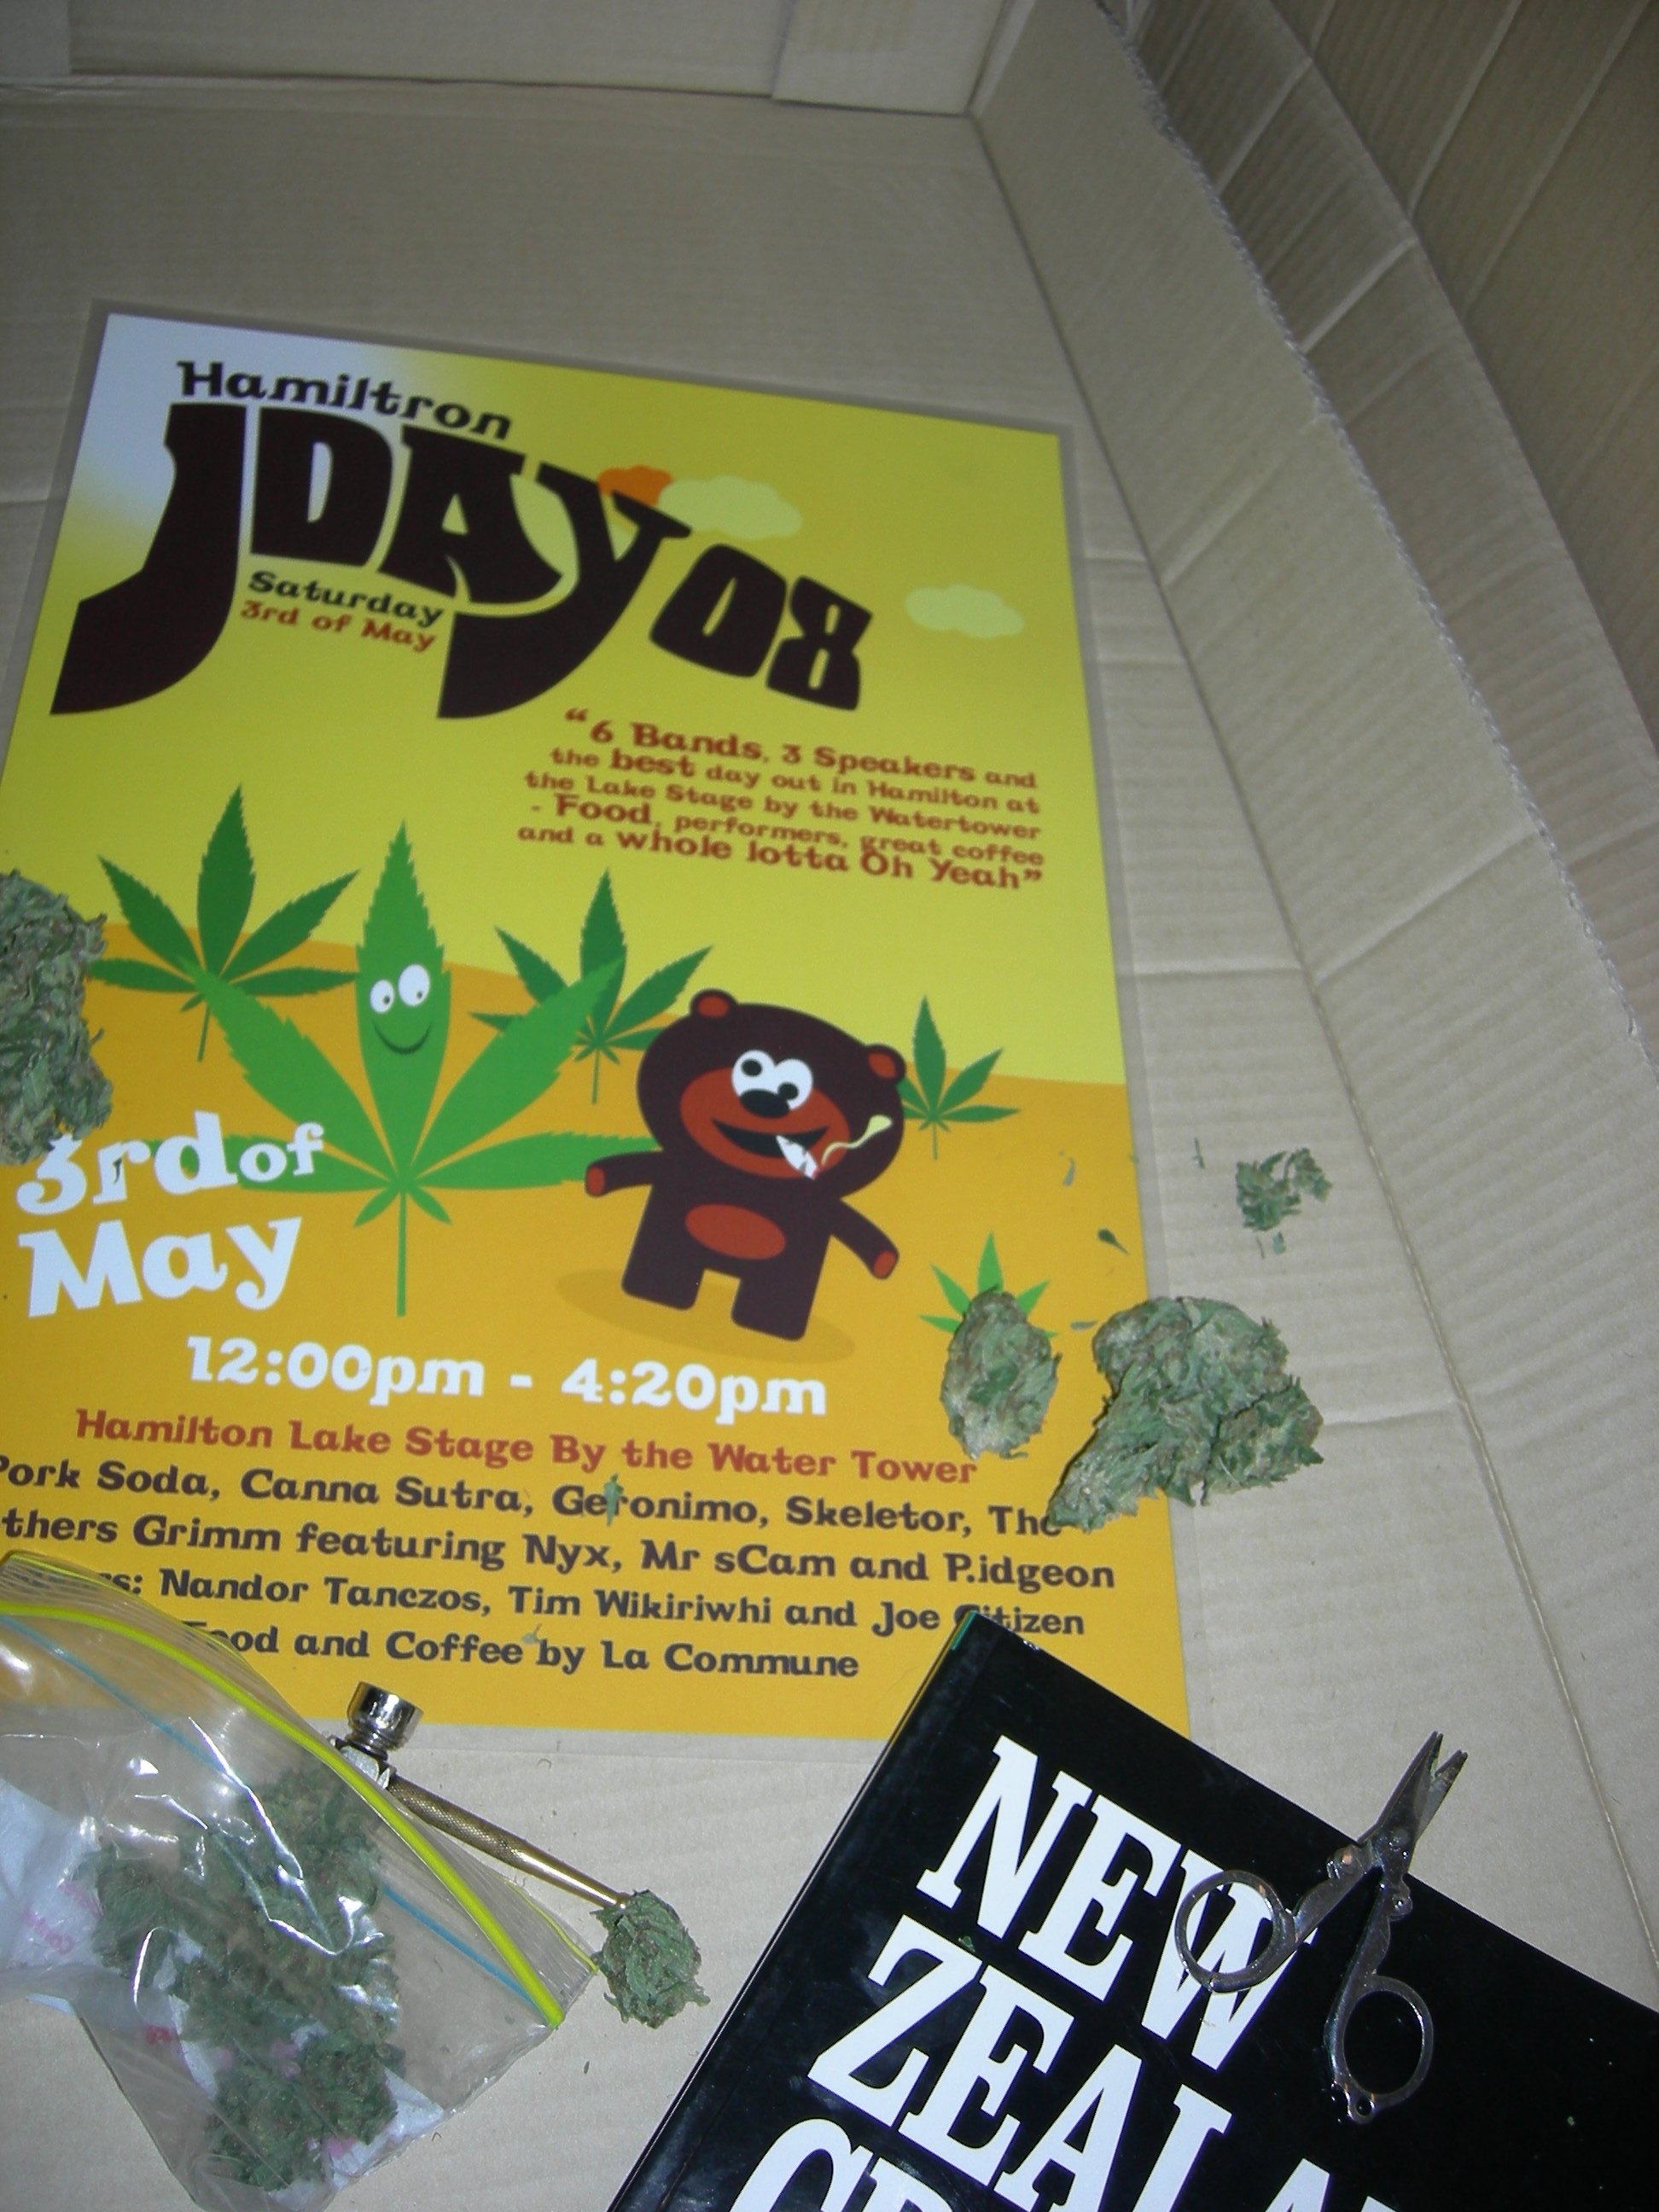 Hamiltron
JDAY 08
Saturday
3rd of May
“6 Bands, 3 Speakers and
the best day out in Hamilton at
the Lake Stage by the Watertower
- Food, performers, great coffee
and a whole lotta Oh Yeah”
3rd of
May
12:00pm - 4:20pm
Hamilton Lake Stage By the Water Tower
Pork Soda, Canna Sutra, Geronimo, Skeletor, The
thers Grimm featuring Nyx, Mr sCam and P.idgeon
s: Nandor Tanczos, Tim Wikiriwhi and Joe Citizen
Food and Coffee by La Commune
NEW
ZEALA